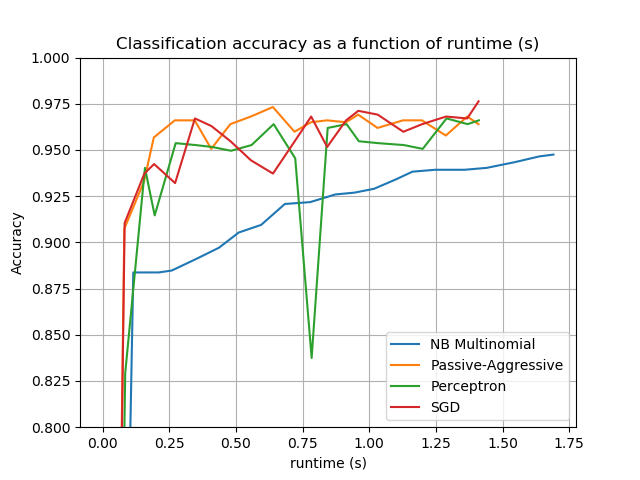 Classification accuracy as a function of runtime (s)
1.000
0.975
0.950
0.925
0.900
0.875
0.850
0.825
0.800
Accuracy
NB Multinomial
Passive-Aggressive
Perceptron
SGD
0.00 0.25 0.50 0.75 1.00 1.25 1.50 1.75
runtime (s)